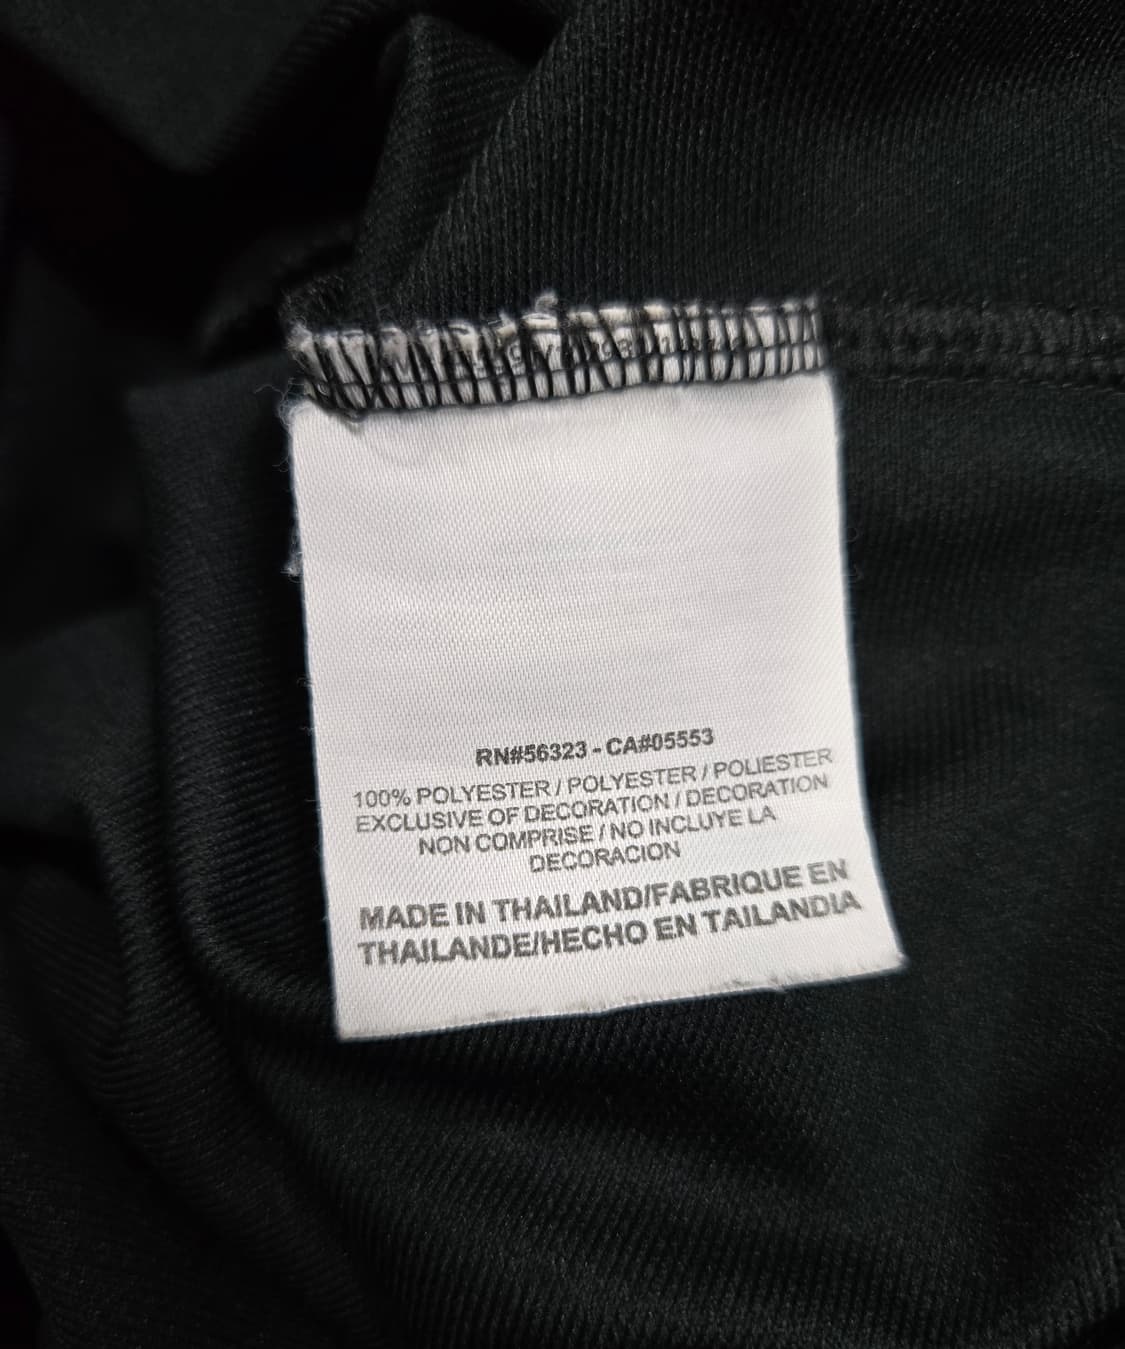 RN#56323 - CA#05553
100% POLYESTER / POLYESTER / POLIESTER
EXCLUSIVE OF DECORATION / DECORATION
NON COMPRISE / NO INCLUYE LA
DECORACION
MADE IN THAILAND/FABRIQUE EN
THAILANDE/HECHO EN TAILANDIA